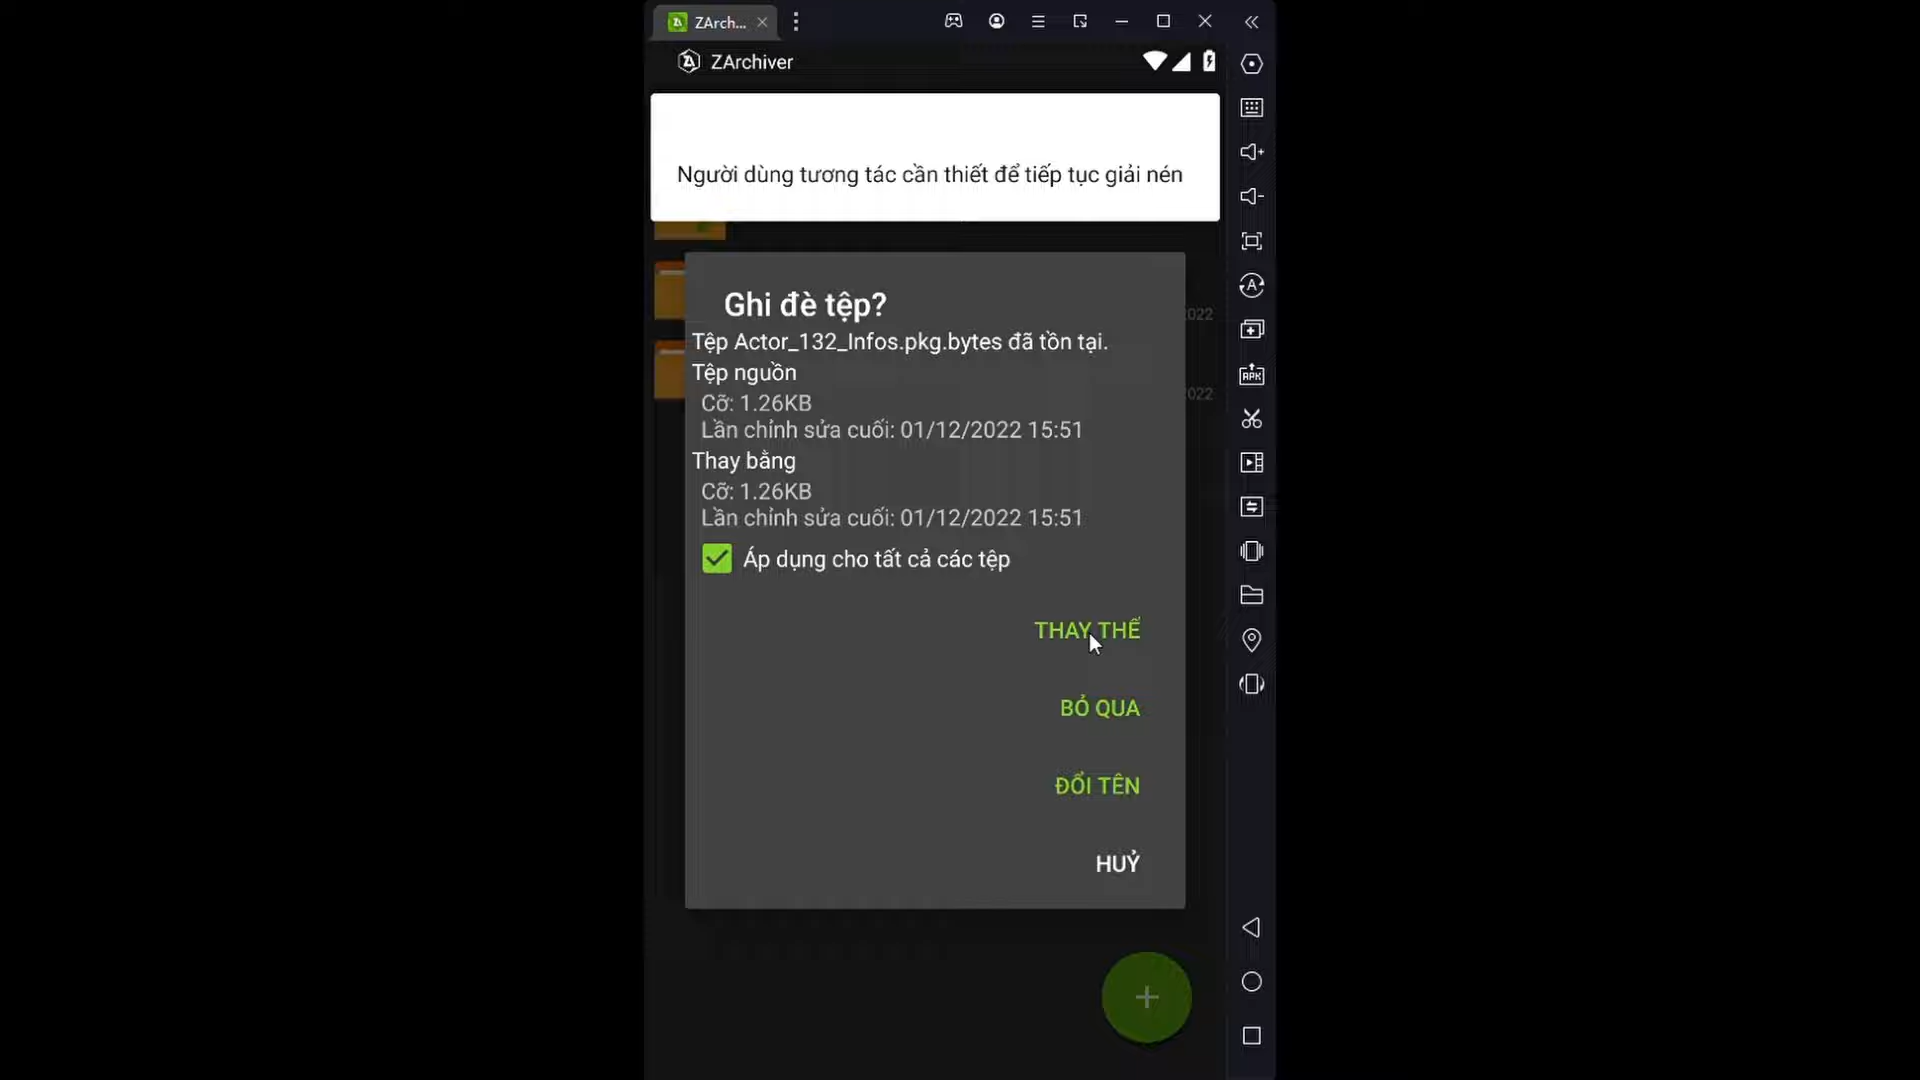 ZArch...
ZArchiver
Người dùng tương tác cần thiết để tiếp tục giải nén
Ghi đè tệp?
Tệp Actor_132_Infos.pkg.bytes đã tồn tại.
2022
Tệp nguồn
Cỡ: 1.26KB
2022
Lần chỉnh sửa cuối: 01/12/2022 15:51
Thay bằng
Cỡ: 1.26KB
Lần chỉnh sửa cuối: 01/12/2022 15:51
Áp dụng cho tất cả các tệp
THAY THẾ
BỎ QUA
ĐỔI TÊN
HUỶ
APK